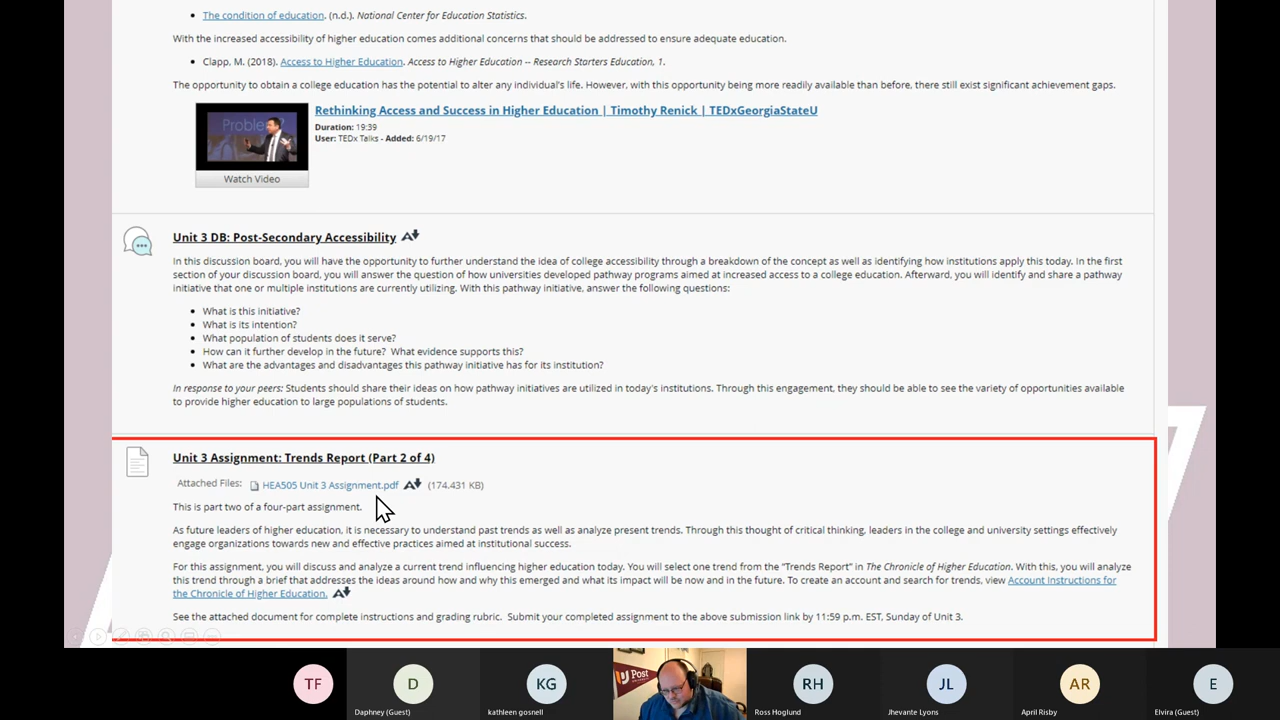 The condition of education. (n.d.). National Center for Education Statistics.
With the increased accessibility of higher education comes additional concerns that should be addressed to ensure adequate education.
Clapp, M. (2018). Access to Higher Education. Access to Higher Education -- Research Starters Education, 1.
The opportunity to obtain a college education has the potential to alter any individual's life. However, with this opportunity being more readily available than before, there still exist significant achievement gaps.
Rethinking Access and Success in Higher Education | Timothy Renick | TEDxGeorgiaStateU
Duration: 19:39
User: TEDx Talks - Added: 6/19/17
Watch Video
Unit 3 DB: Post-Secondary Accessibility
In this discussion board, you will have the opportunity to further understand the idea of college accessibility through a breakdown of the concept as well as identifying how institutions apply this today. In the first
section of your discussion board, you will answer the question of how universities developed pathway programs aimed at increased access to a college education. Afterward, you will identify and share a pathway
initiative that one or multiple institutions are currently utilizing. With this pathway initiative, answer the following questions:
What is this initiative?
What is its intention?
What population of students does it serve?
How can it further develop in the future? What evidence supports this?
What are the advantages and disadvantages this pathway initiative has for its institution?
In response to your peers: Students should share their ideas on how pathway initiatives are utilized in today's institutions. Through this engagement, they should be able to see the variety of opportunities available
to provide higher education to large populations of students.
Unit 3 Assignment: Trends Report (Part 2 of 4)
Attached Files: HEA505 Unit 3 Assignment.pdf (174.431 KB)
This is part two of a four-part assignment.
As future leaders of higher education, it is necessary to understand past trends as well as analyze present trends. Through this thought of critical thinking, leaders in the college and university settings effectively
engage organizations towards new and effective practices aimed at institutional success.
For this assignment, you will discuss and analyze a current trend influencing higher education today. You will select one trend from the "Trends Report" in The Chronicle of Higher Education. With this, you will analyze
this trend through a brief that addresses the ideas around how and why this emerged and what its impact will be now and in the future. To create an account and search for trends, view Account Instructions for
the Chronicle of Higher Education.
See the attached document for complete instructions and grading rubric. Submit your completed assignment to the above submission link by 11:59 p.m. EST, Sunday of Unit 3.
TF
D
KG
Post
RH
JL
AR
E
Daphney (Guest)
kathleen gosnell
Ross Hoglund
Jhevante Lyons
April Risby
Elvira (Guest)